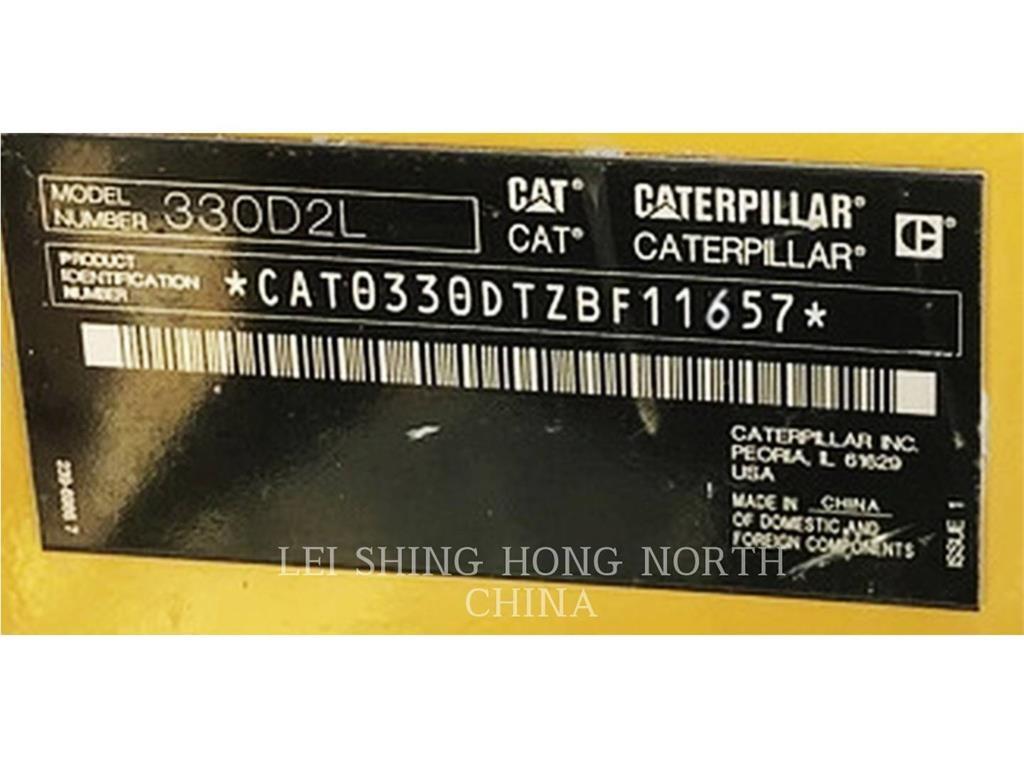 MODEL
NUMBER 330D2L
CAT® CATERPILLAR®
CAT® CATERPILLAR®
PRODUCT
IDENTIFICATION
NUMBER
*CAT0330DTZBF11657*
CATERPILLAR INC.
PEORIA, IL 61629
USA
MADE IN CHINA
OF DOMESTIC AND
FOREIGN COMPONENTS
ISSUE 1
LEI SHING HONG NORTH
CHINA